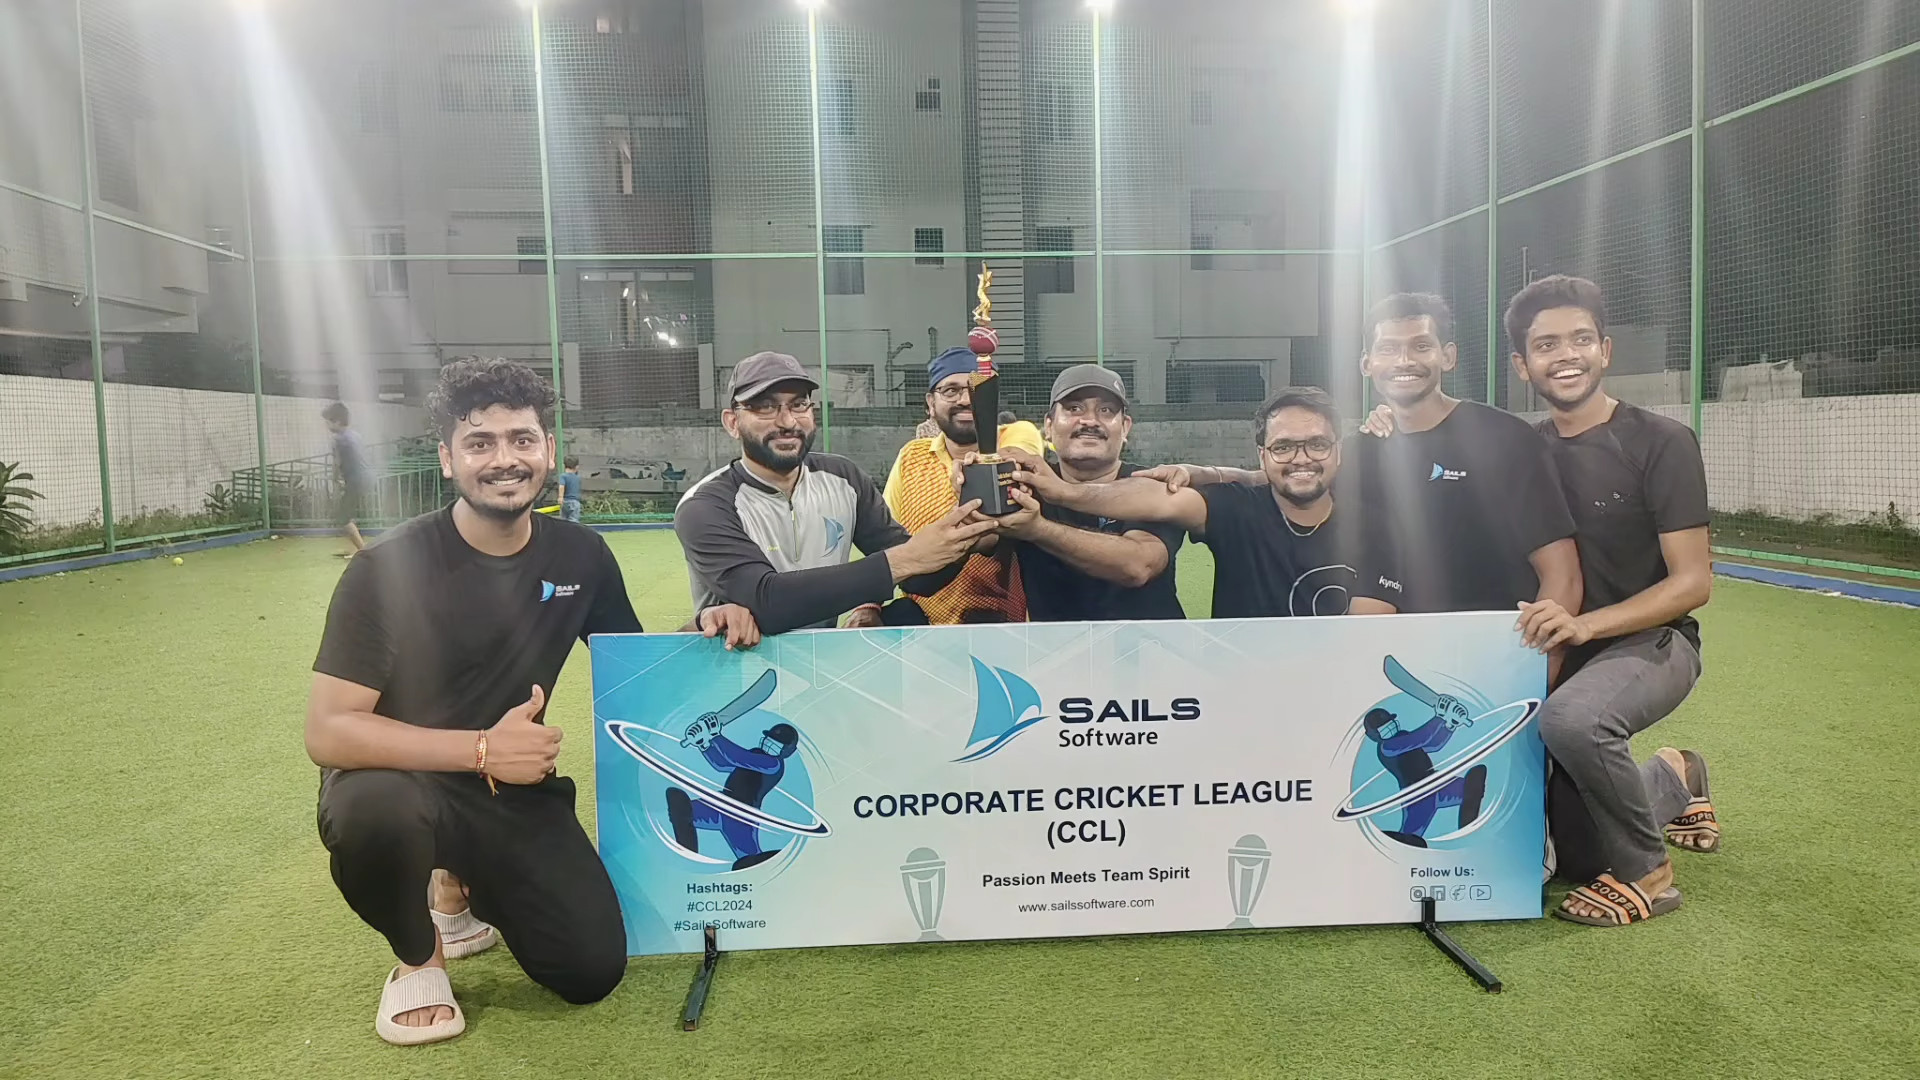 SAILS
Software
SAILS
kyndr
SAILS
Software
CORPORATE CRICKET LEAGUE
(CCL)
Passion Meets Team Spirit
www.sailssoftware.com
Hashtags:
#CCL2024
#SailsSoftware
Follow Us:
COOPER
COOPER